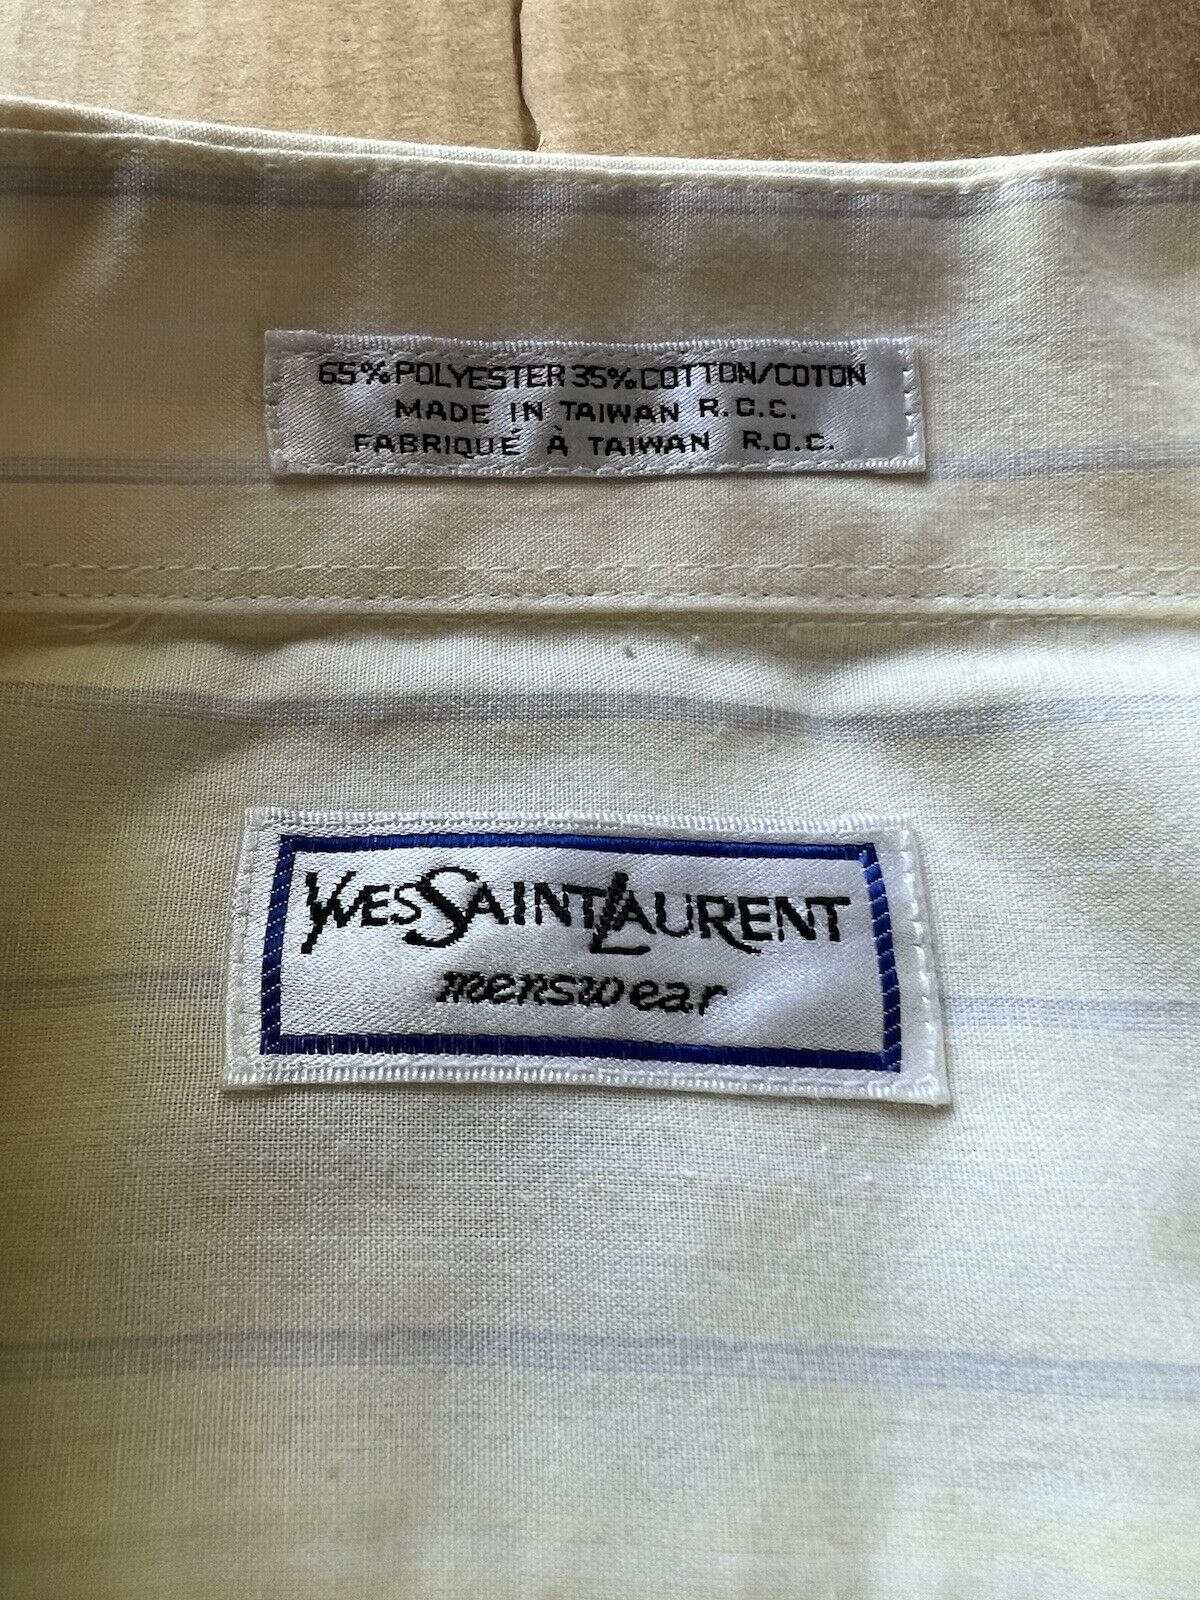 65% POLYESTER 35% COTTON/COTON
MADE IN TAIWAN R.O.C.
FABRIQUÉ À TAIWAN R.O.C.
YVESSAINTLAURENT
menswear